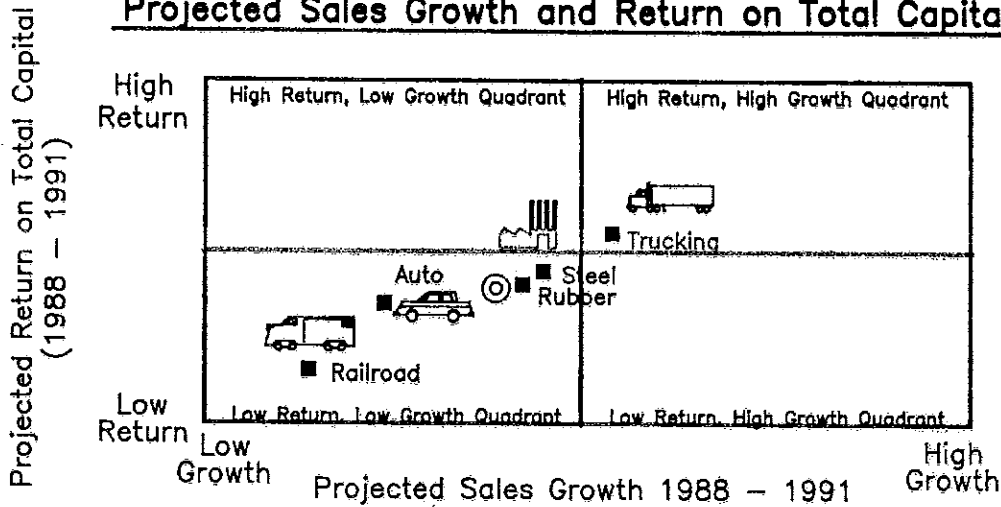 Projected Sales Growth and Return on Total Capita
Projected Return on Total Capital
(1988 – 1991)
High
Return
High Return, Low Growth Quadrant
High Return, High Growth Quadrant
Trucking
Auto
Steel
Rubber
Railroad
Low
Return
Low Return, Low Growth Quadrant
Low Return, High Growth Quadrant
Low
Growth
High
Growth
Projected Sales Growth 1988 – 1991